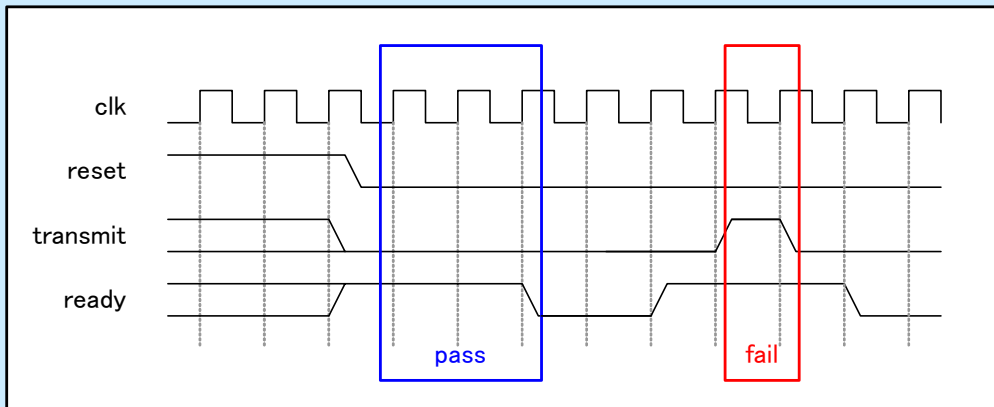 clk
reset
transmit
ready
pass
fail